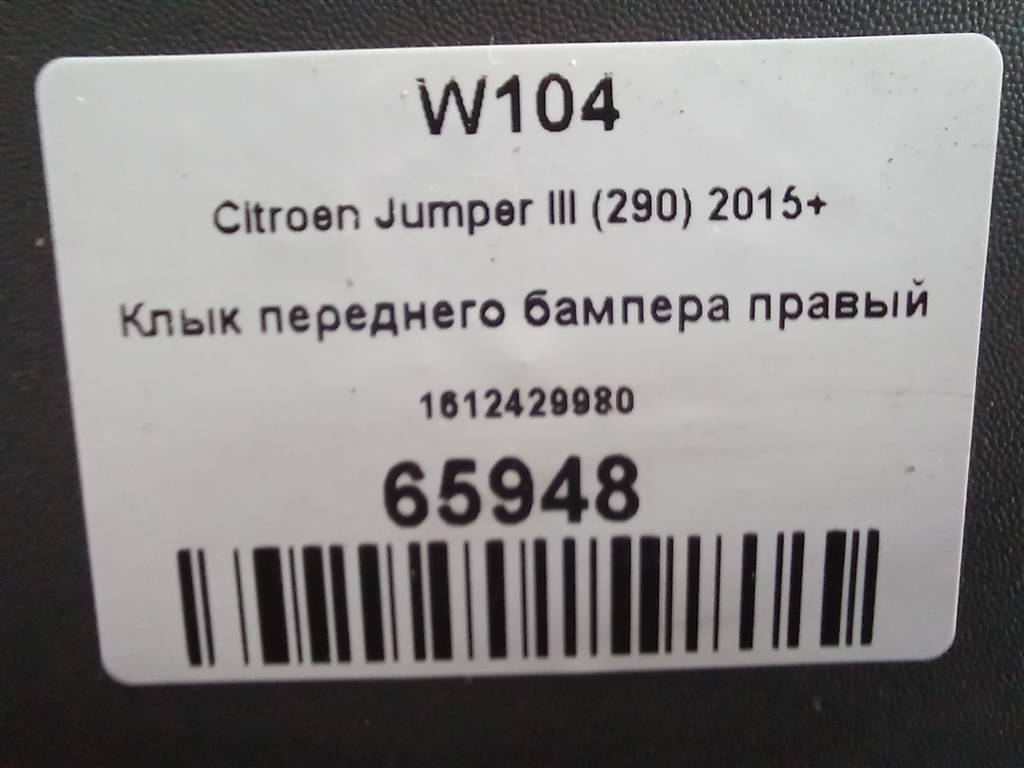 W104
Citroen Jumper III (290) 2015+
Клык переднего бампера правый
1612429980
65948